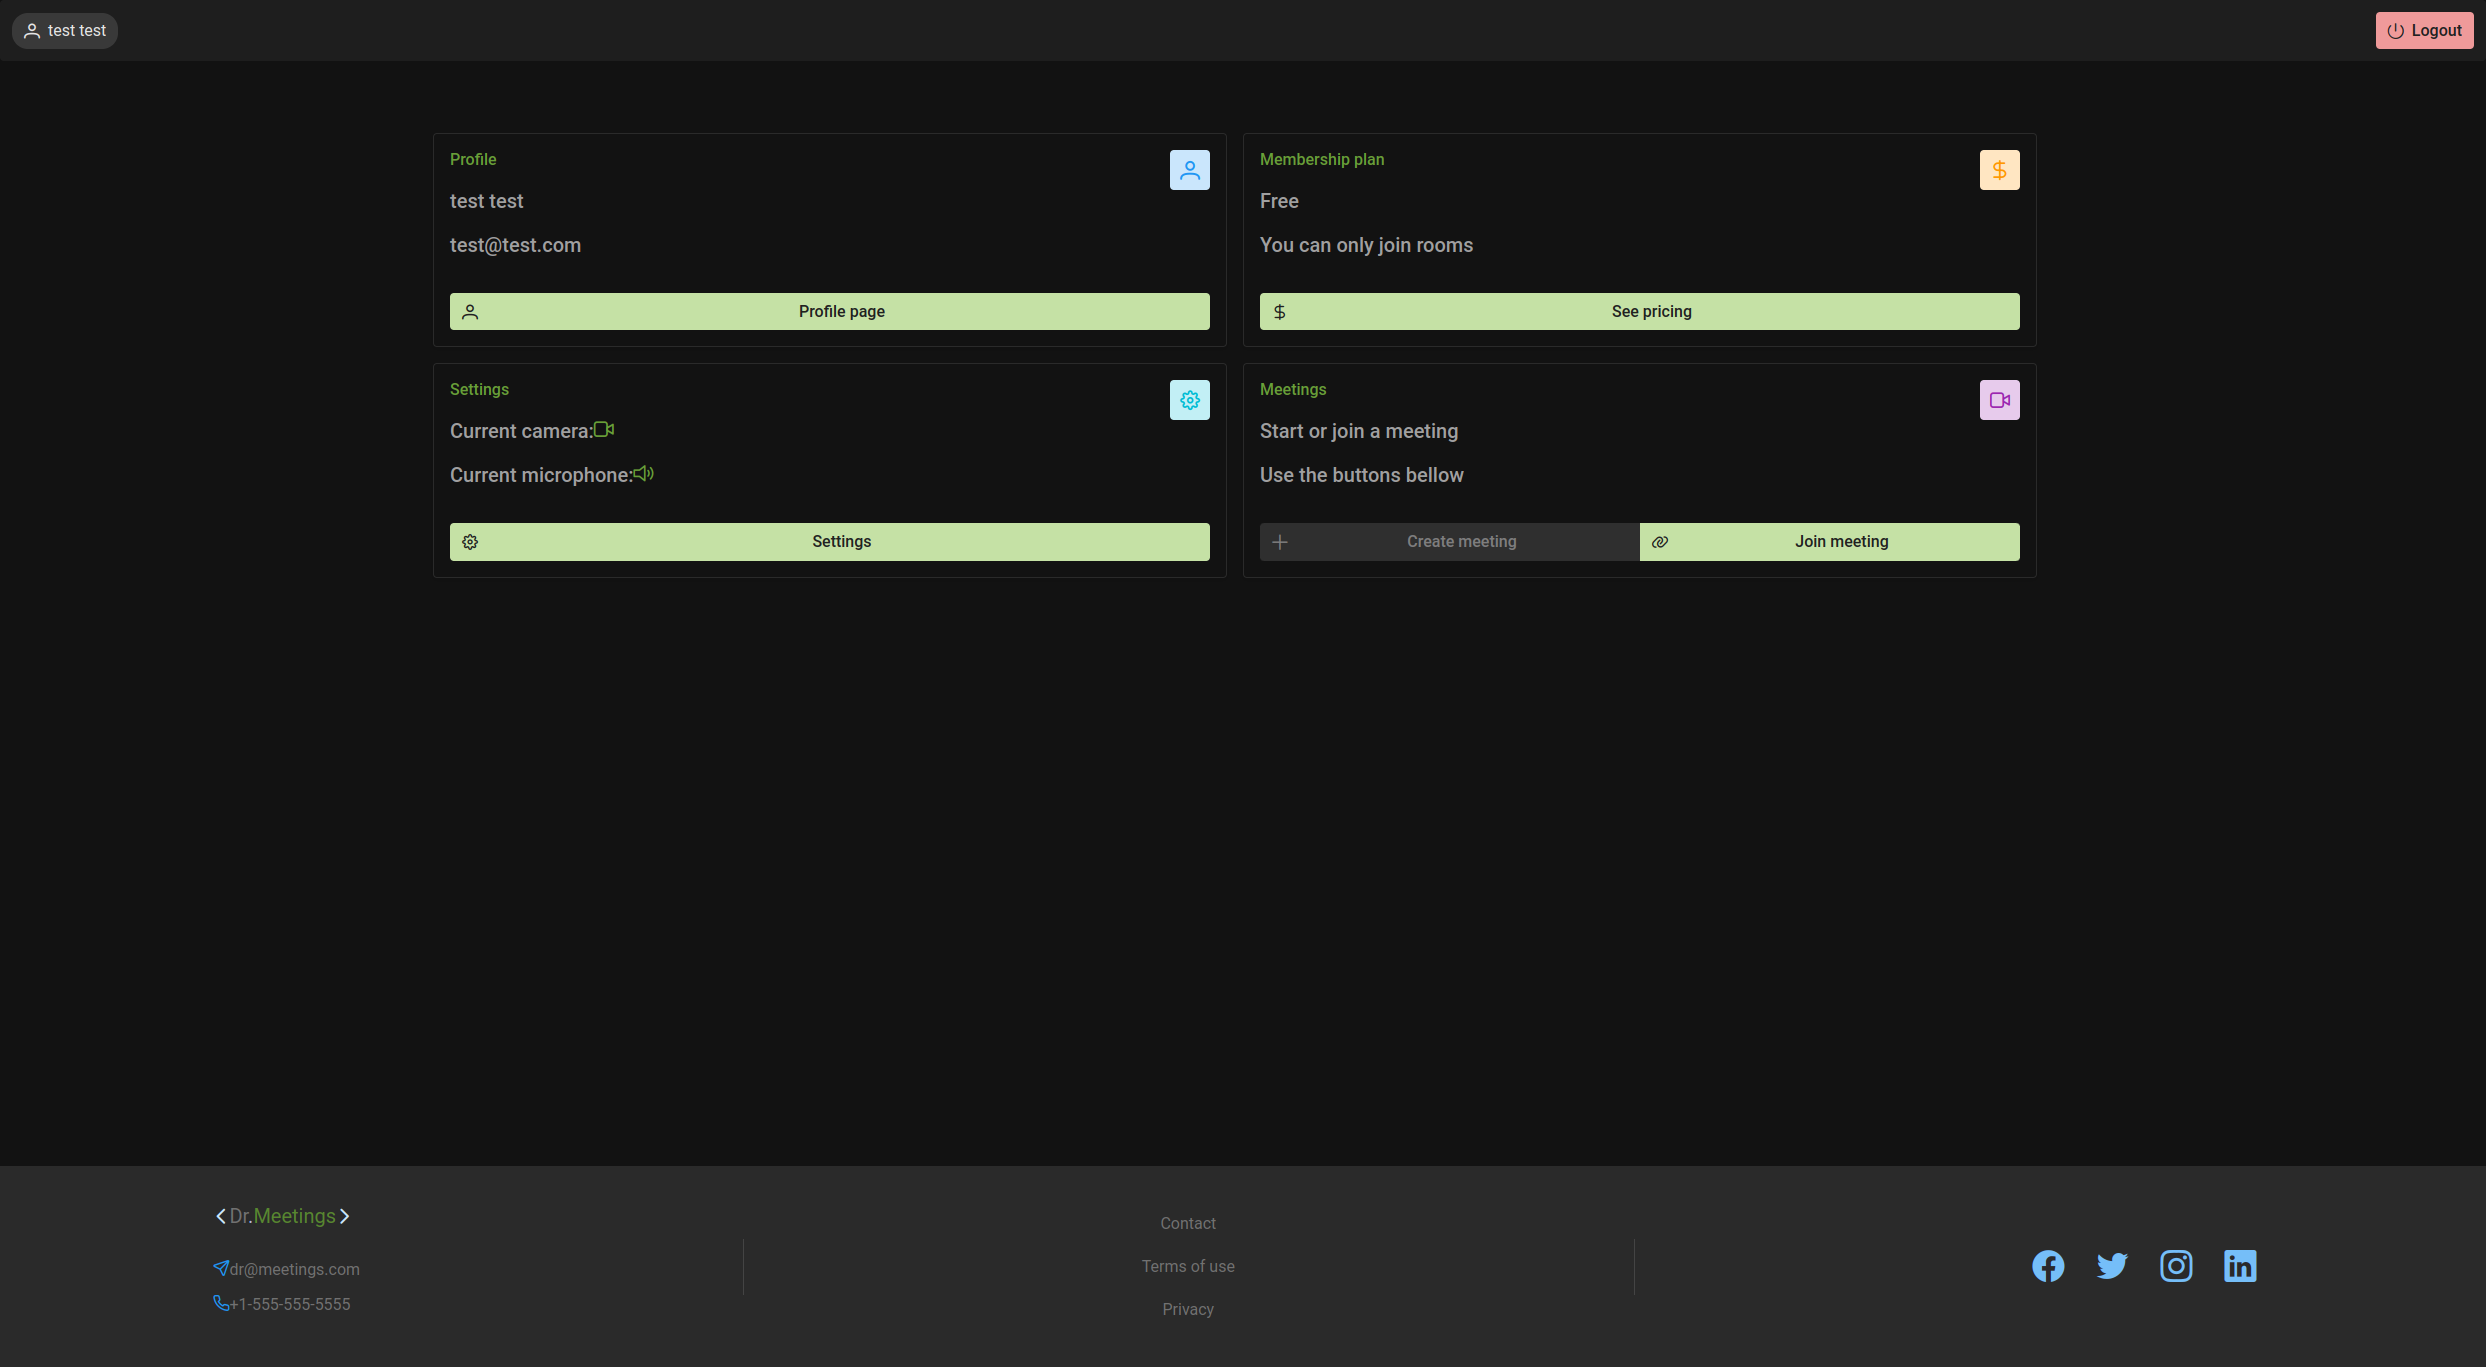 test test
Logout
Profile
test test
test@test.com
Profile page
Membership plan
Free
You can only join rooms
See pricing
Settings
Current camera:
Current microphone:
Settings
Meetings
Start or join a meeting
Use the buttons bellow
Create meeting
Join meeting
Dr.Meetings
dr@meetings.com
+1-555-555-5555
Contact
Terms of use
Privacy